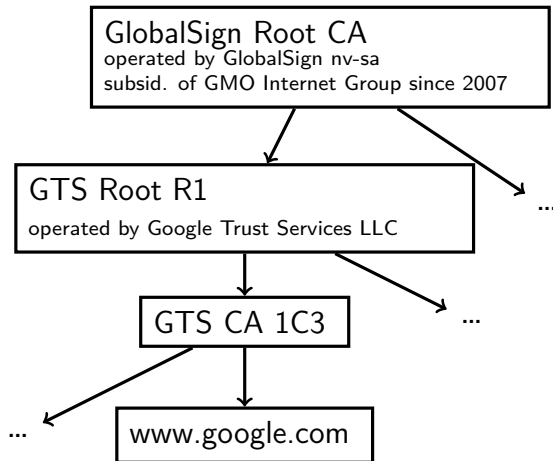 GlobalSign Root CA
operated by GlobalSign nv-sa
subsid. of GMO Internet Group since 2007
GTS Root R1
operated by Google Trust Services LLC
...
GTS CA 1C3
...
...
www.google.com